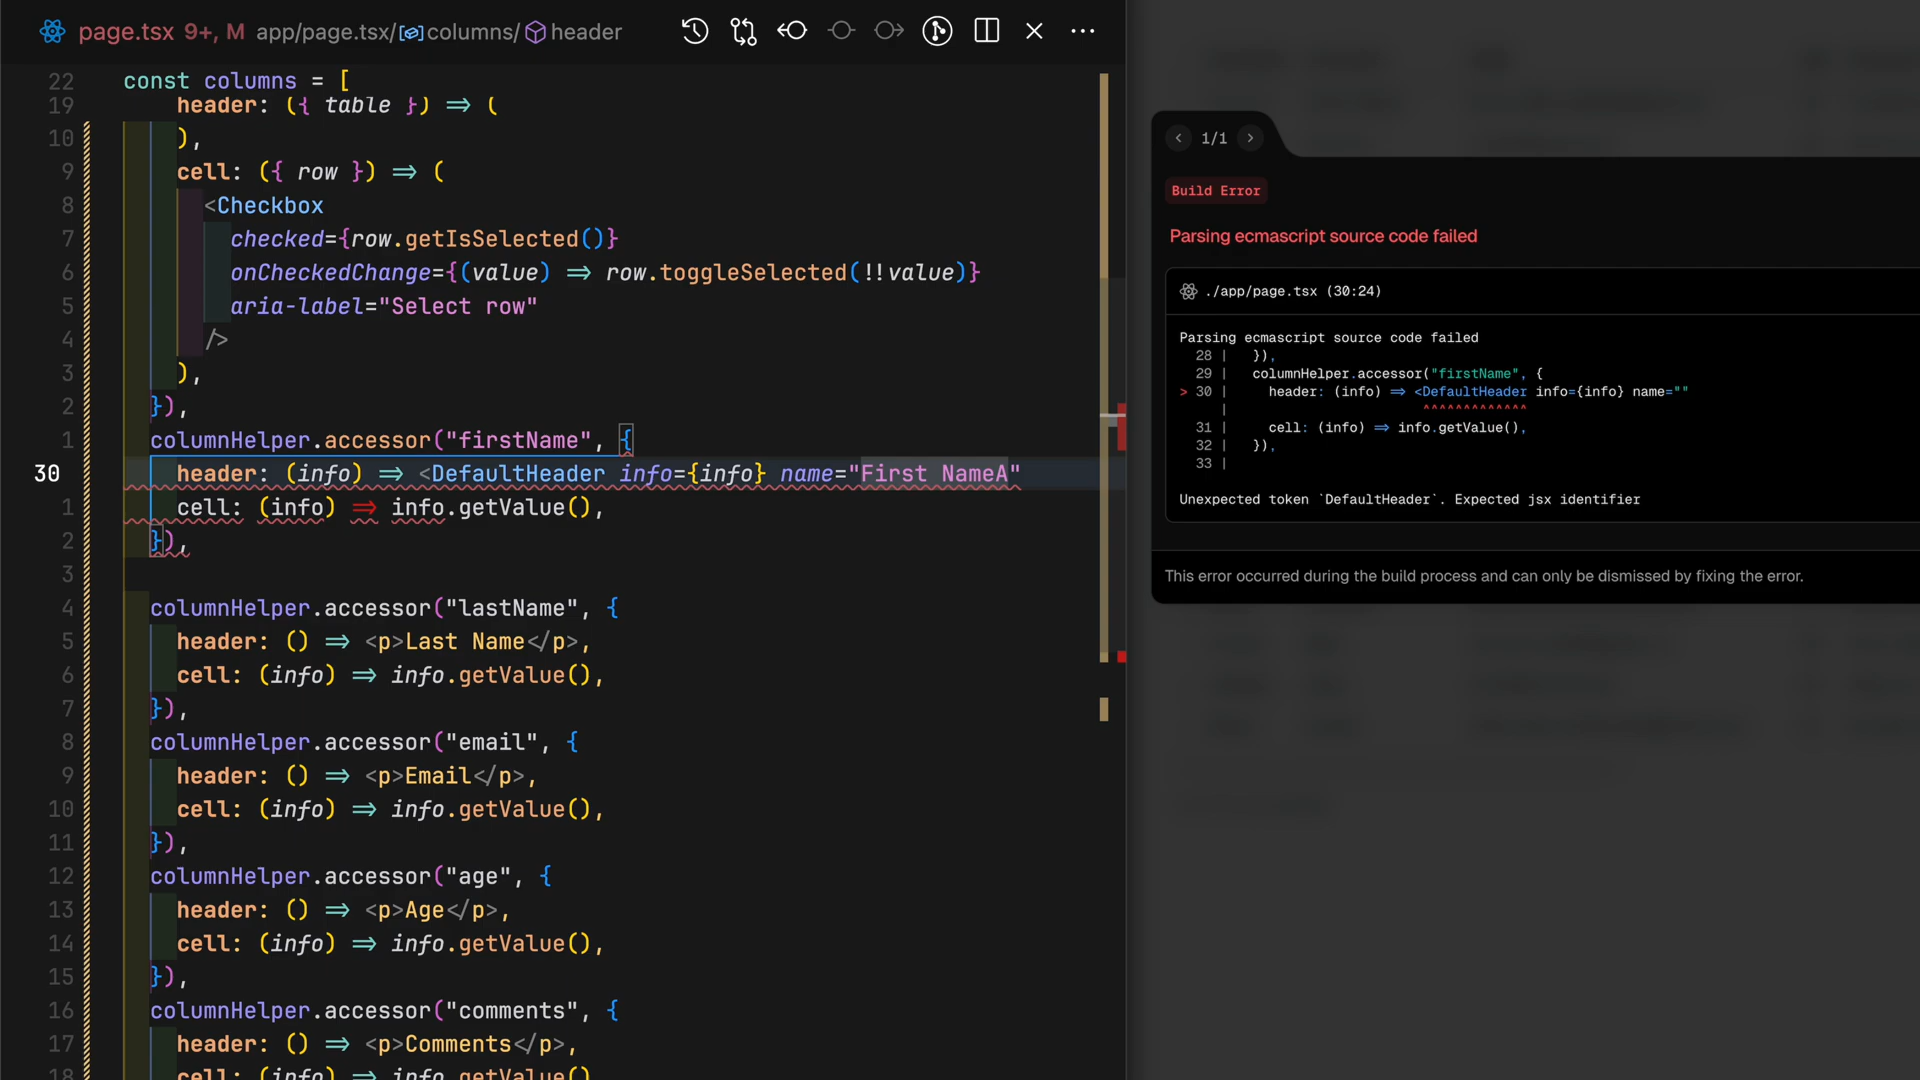 page.tsx 9+, M app/page.tsx/columns/header
22 const columns = [
19 header: ({ table }) => (
10 ),
9 cell: ({ row }) => (
8 <Checkbox
7 checked={row.getIsSelected()}
6 onCheckedChange={(value) => row.toggleSelected(!!value)}
5 aria-label="Select row"
4 />
3 ),
2 }),
1 columnHelper.accessor("firstName", {
30 header: (info) => <DefaultHeader info={info} name="First NameA"
1 cell: (info) => info.getValue(),
2 }),
3
4 columnHelper.accessor("lastName", {
5 header: () => <p>Last Name</p>,
6 cell: (info) => info.getValue(),
7 }),
8 columnHelper.accessor("email", {
9 header: () => <p>Email</p>,
10 cell: (info) => info.getValue(),
11 }),
12 columnHelper.accessor("age", {
13 header: () => <p>Age</p>,
14 cell: (info) => info.getValue(),
15 }),
16 columnHelper.accessor("comments", {
17 header: () => <p>Comments</p>,
18 cell: (info) => info.getValue()
1/1
Build Error
Parsing ecmascript source code failed
./app/page.tsx (30:24)
Parsing ecmascript source code failed
28 | }),
29 | columnHelper.accessor("firstName", {
> 30 | header: (info) => <DefaultHeader info={info} name=""
| ^^^^^^^^^^^^^
31 | cell: (info) => info.getValue(),
32 | }),
33 |
Unexpected token `DefaultHeader`. Expected jsx identifier
This error occurred during the build process and can only be dismissed by fixing the error.